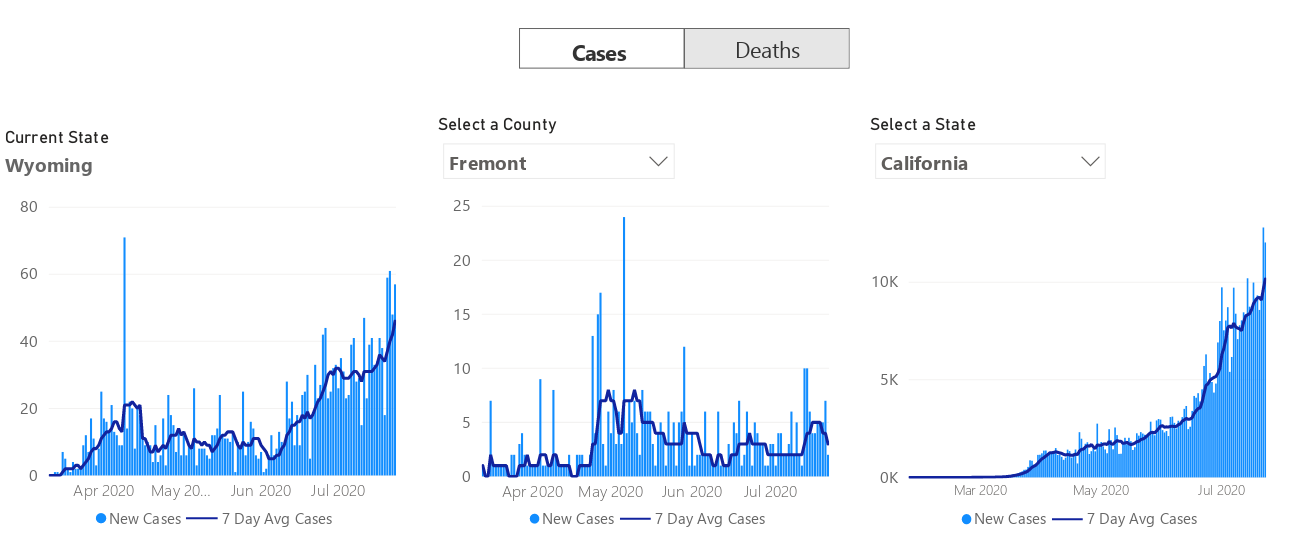 Cases
Deaths
Current State
Wyoming
80
60
40
20
0
Apr 2020
May 20...
Jun 2020
Jul 2020
New Cases
7 Day Avg Cases
Select a County
Fremont
25
20
15
10
5
0
Apr 2020
May 2020
Jun 2020
Jul 2020
New Cases
7 Day Avg Cases
Select a State
California
10K
5K
0K
Mar 2020
May 2020
Jul 2020
New Cases
7 Day Avg Cases